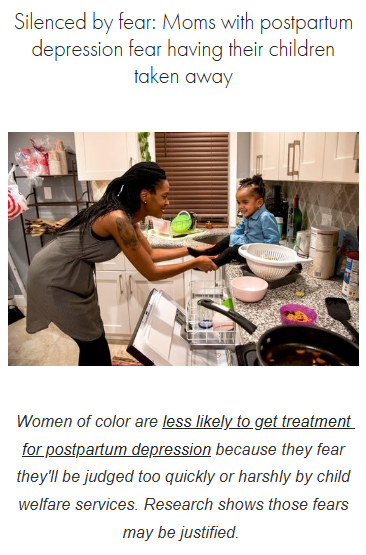 Silenced by fear: Moms with postpartum
depression fear having their children
taken away
Women of color are less likely to get treatment
for postpartum depression because they fear
they'll be judged too quickly or harshly by child
welfare services. Research shows those fears
may be justified.